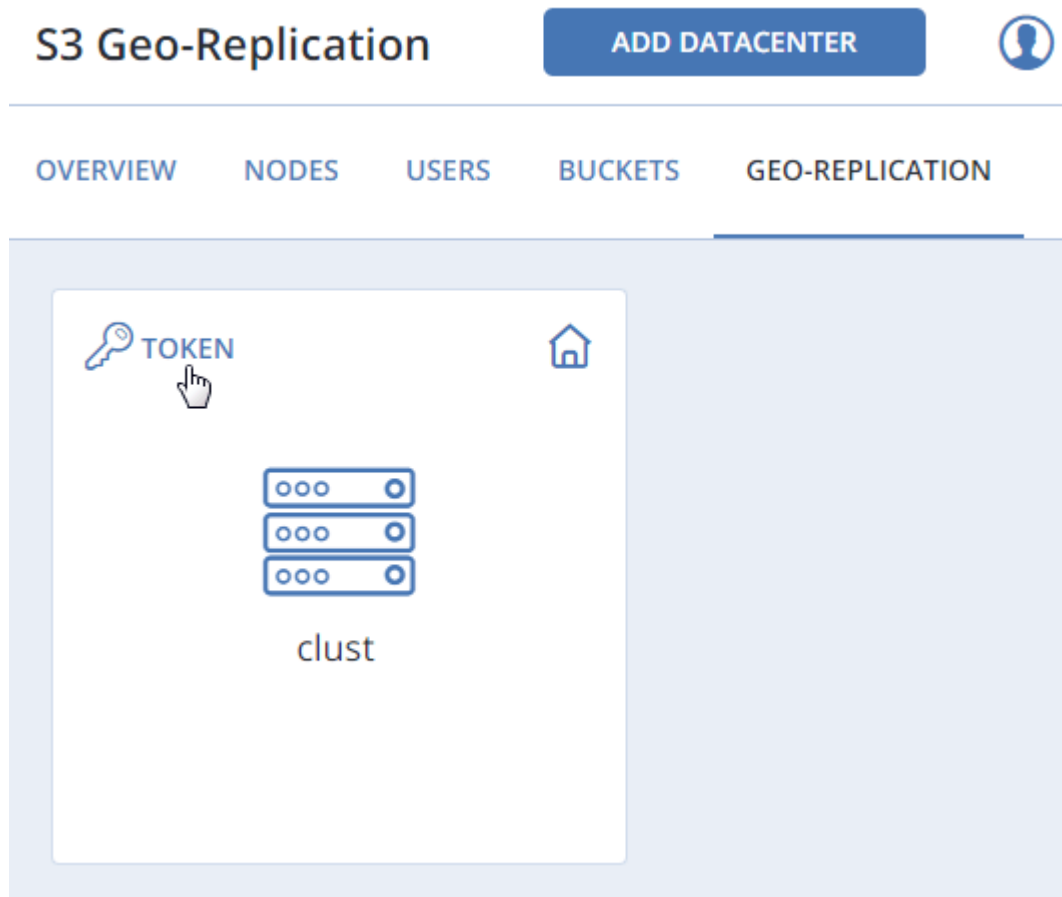 S3 Geo-Replication
ADD DATACENTER
OVERVIEW NODES USERS BUCKETS GEO-REPLICATION
TOKEN
clust